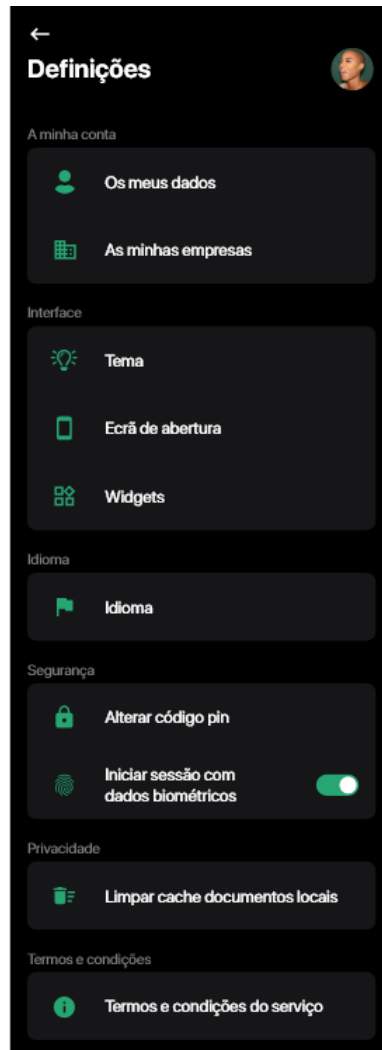 Definições
A minha conta
Os meus dados
As minhas empresas
Interface
Tema
Ecrã de abertura
Widgets
Idioma
Idioma
Segurança
Alterar código pin
Iniciar sessão com
dados biométricos
Privacidade
Limpar cache documentos locais
Termos e condições
Termos e condições do serviço